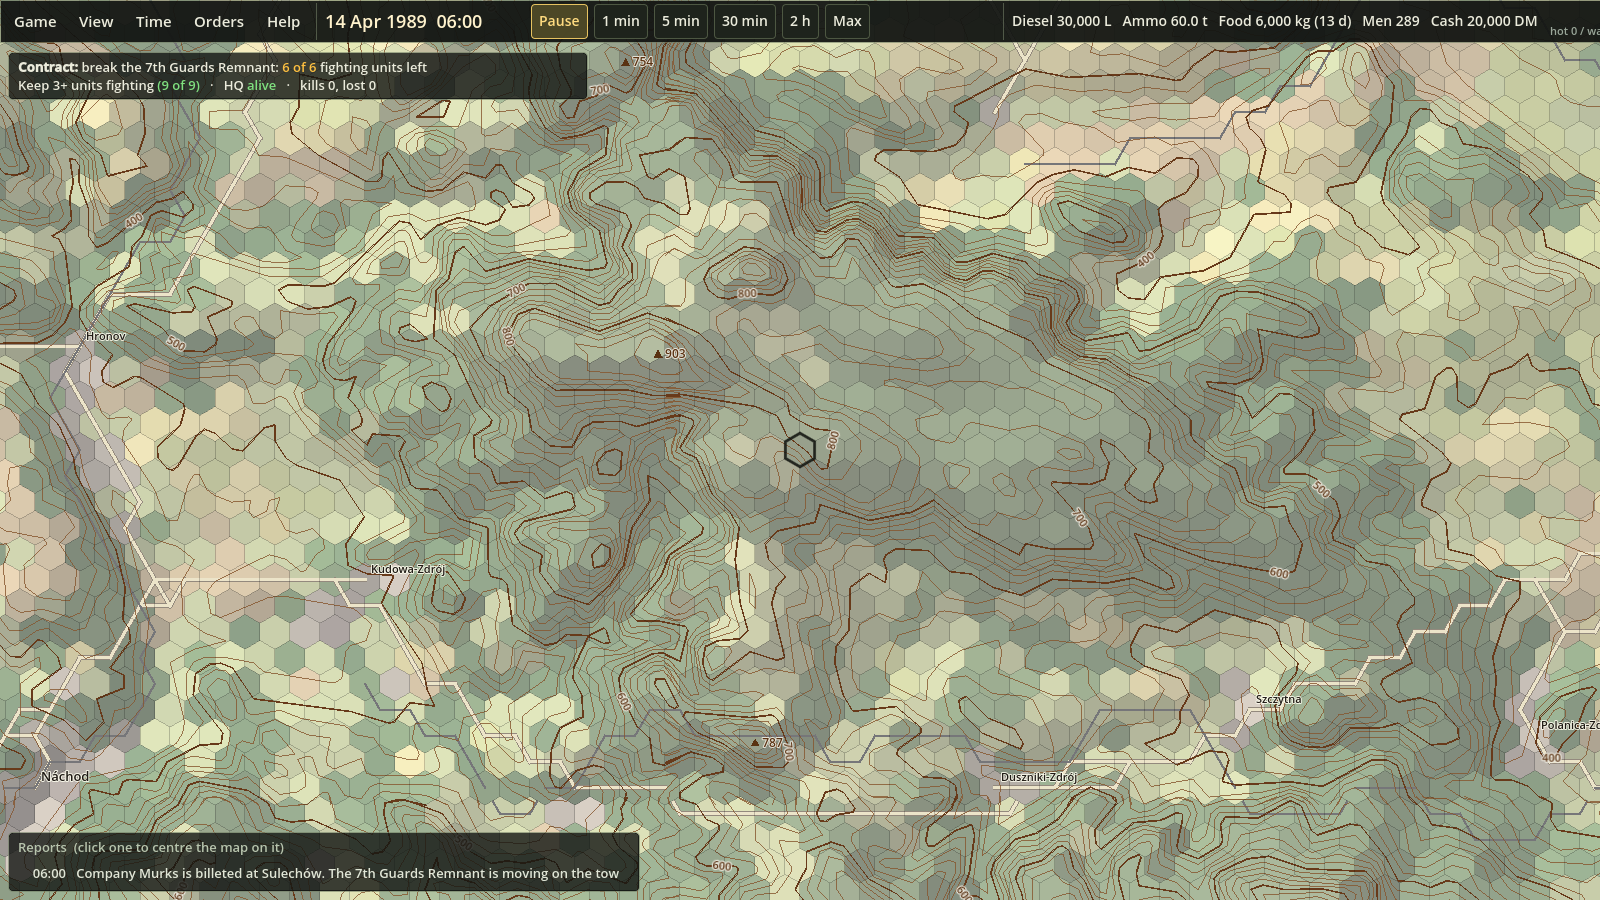 Game View Time Orders Help 14 Apr 1989 06:00 Pause 1 min 5 min 30 min 2 h Max Diesel 30,000 L Ammo 60.0 t Food 6,000 kg (13 d) Men 289 Cash 20,000 DM
hot 0 / wa
Contract: break the 7th Guards Remnant: 6 of 6 fighting units left
Keep 3+ units fighting (9 of 9) · HQ alive · kills 0, lost 0
754
700
400
400
700
800
Hronov
500
800
903
800
500
700
Kudowa-Zdrój
600
600
Szczytna
Polanica-Zd
787
700
400
Náchod
Duszniki-Zdrój
600
600
Reports (click one to centre the map on it)
06:00 Company Murks is billeted at Sulechów. The 7th Guards Remnant is moving on the tow